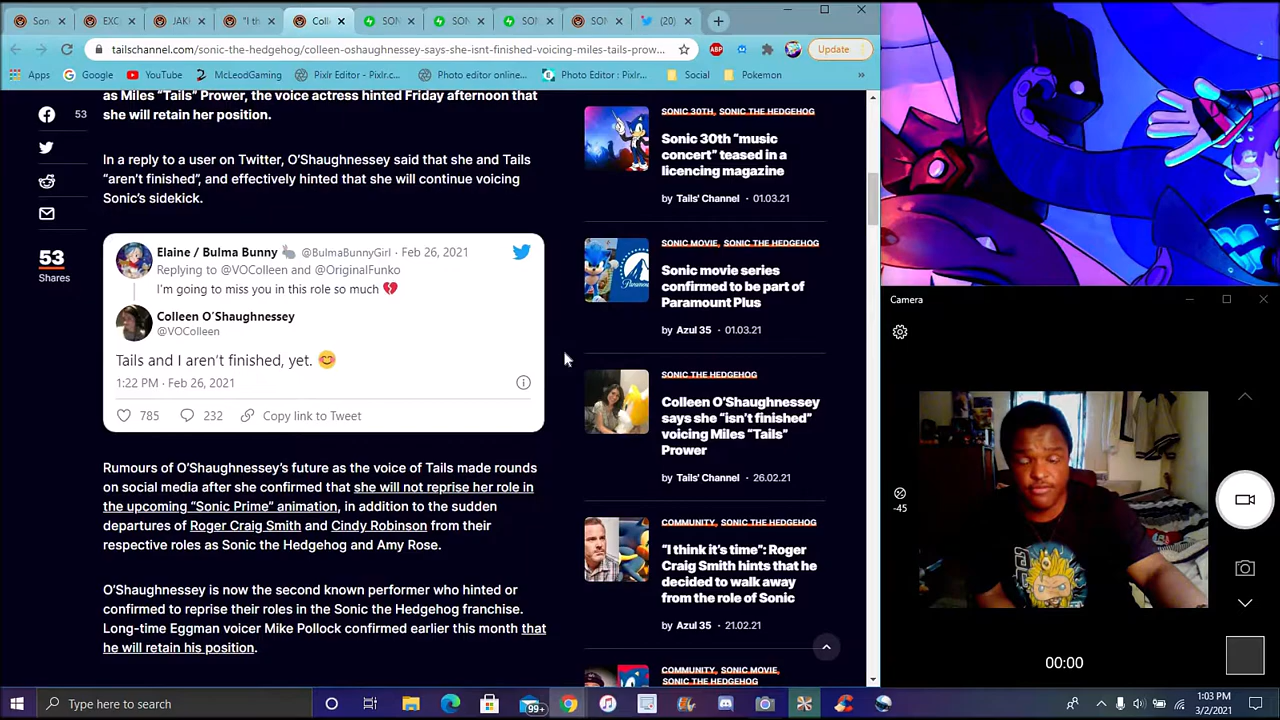 Soni
EXC
JAK
"I th
Coll
SON
SON
SON
SON
(20)
tailschannel.com/sonic-the-hedgehog/colleen-oshaughnessey-says-she-isnt-finished-voicing-miles-tails-prow...
ABP
Update
Apps
Google
YouTube
McLeodGaming
Pixlr Editor - Pixlr.c...
Photo editor online...
Photo Editor : Pixlr...
Social
Pokemon
»
as Miles "Tails" Prower, the voice actress hinted Friday afternoon that
she will retain her position.
53
In a reply to a user on Twitter, O'Shaughnessey said that she and Tails
"aren't finished", and effectively hinted that she will continue voicing
Sonic's sidekick.
53
Shares
Elaine / Bulma Bunny @BulmaBunnyGirl · Feb 26, 2021
Replying to @VOColleen and @OriginalFunko
I'm going to miss you in this role so much 💔
Colleen O'Shaughnessey
@VOColleen
Tails and I aren't finished, yet. 😊
1:22 PM · Feb 26, 2021
785 232 Copy link to Tweet
Rumours of O'Shaughnessey's future as the voice of Tails made rounds
on social media after she confirmed that she will not reprise her role in
the upcoming "Sonic Prime" animation, in addition to the sudden
departures of Roger Craig Smith and Cindy Robinson from their
respective roles as Sonic the Hedgehog and Amy Rose.
O'Shaughnessey is now the second known performer who hinted or
confirmed to reprise their roles in the Sonic the Hedgehog franchise.
Long-time Eggman voicer Mike Pollock confirmed earlier this month that
he will retain his position.
SONIC 30TH, SONIC THE HEDGEHOG
Sonic 30th "music
concert" teased in a
licencing magazine
by Tails' Channel · 01.03.21
SONIC MOVIE, SONIC THE HEDGEHOG
Sonic movie series
confirmed to be part of
Paramount Plus
by Azul 35 · 01.03.21
SONIC THE HEDGEHOG
Colleen O'Shaughnessey
says she "isn't finished"
voicing Miles "Tails"
Prower
by Tails' Channel · 26.02.21
COMMUNITY, SONIC THE HEDGEHOG
"I think it's time": Roger
Craig Smith hints that he
decided to walk away
from the role of Sonic
by Azul 35 · 21.02.21
COMMUNITY, SONIC MOVIE,
SONIC THE HEDGEHOG
Camera
-45
00:00
Type here to search
99+
1:03 PM
3/2/2021